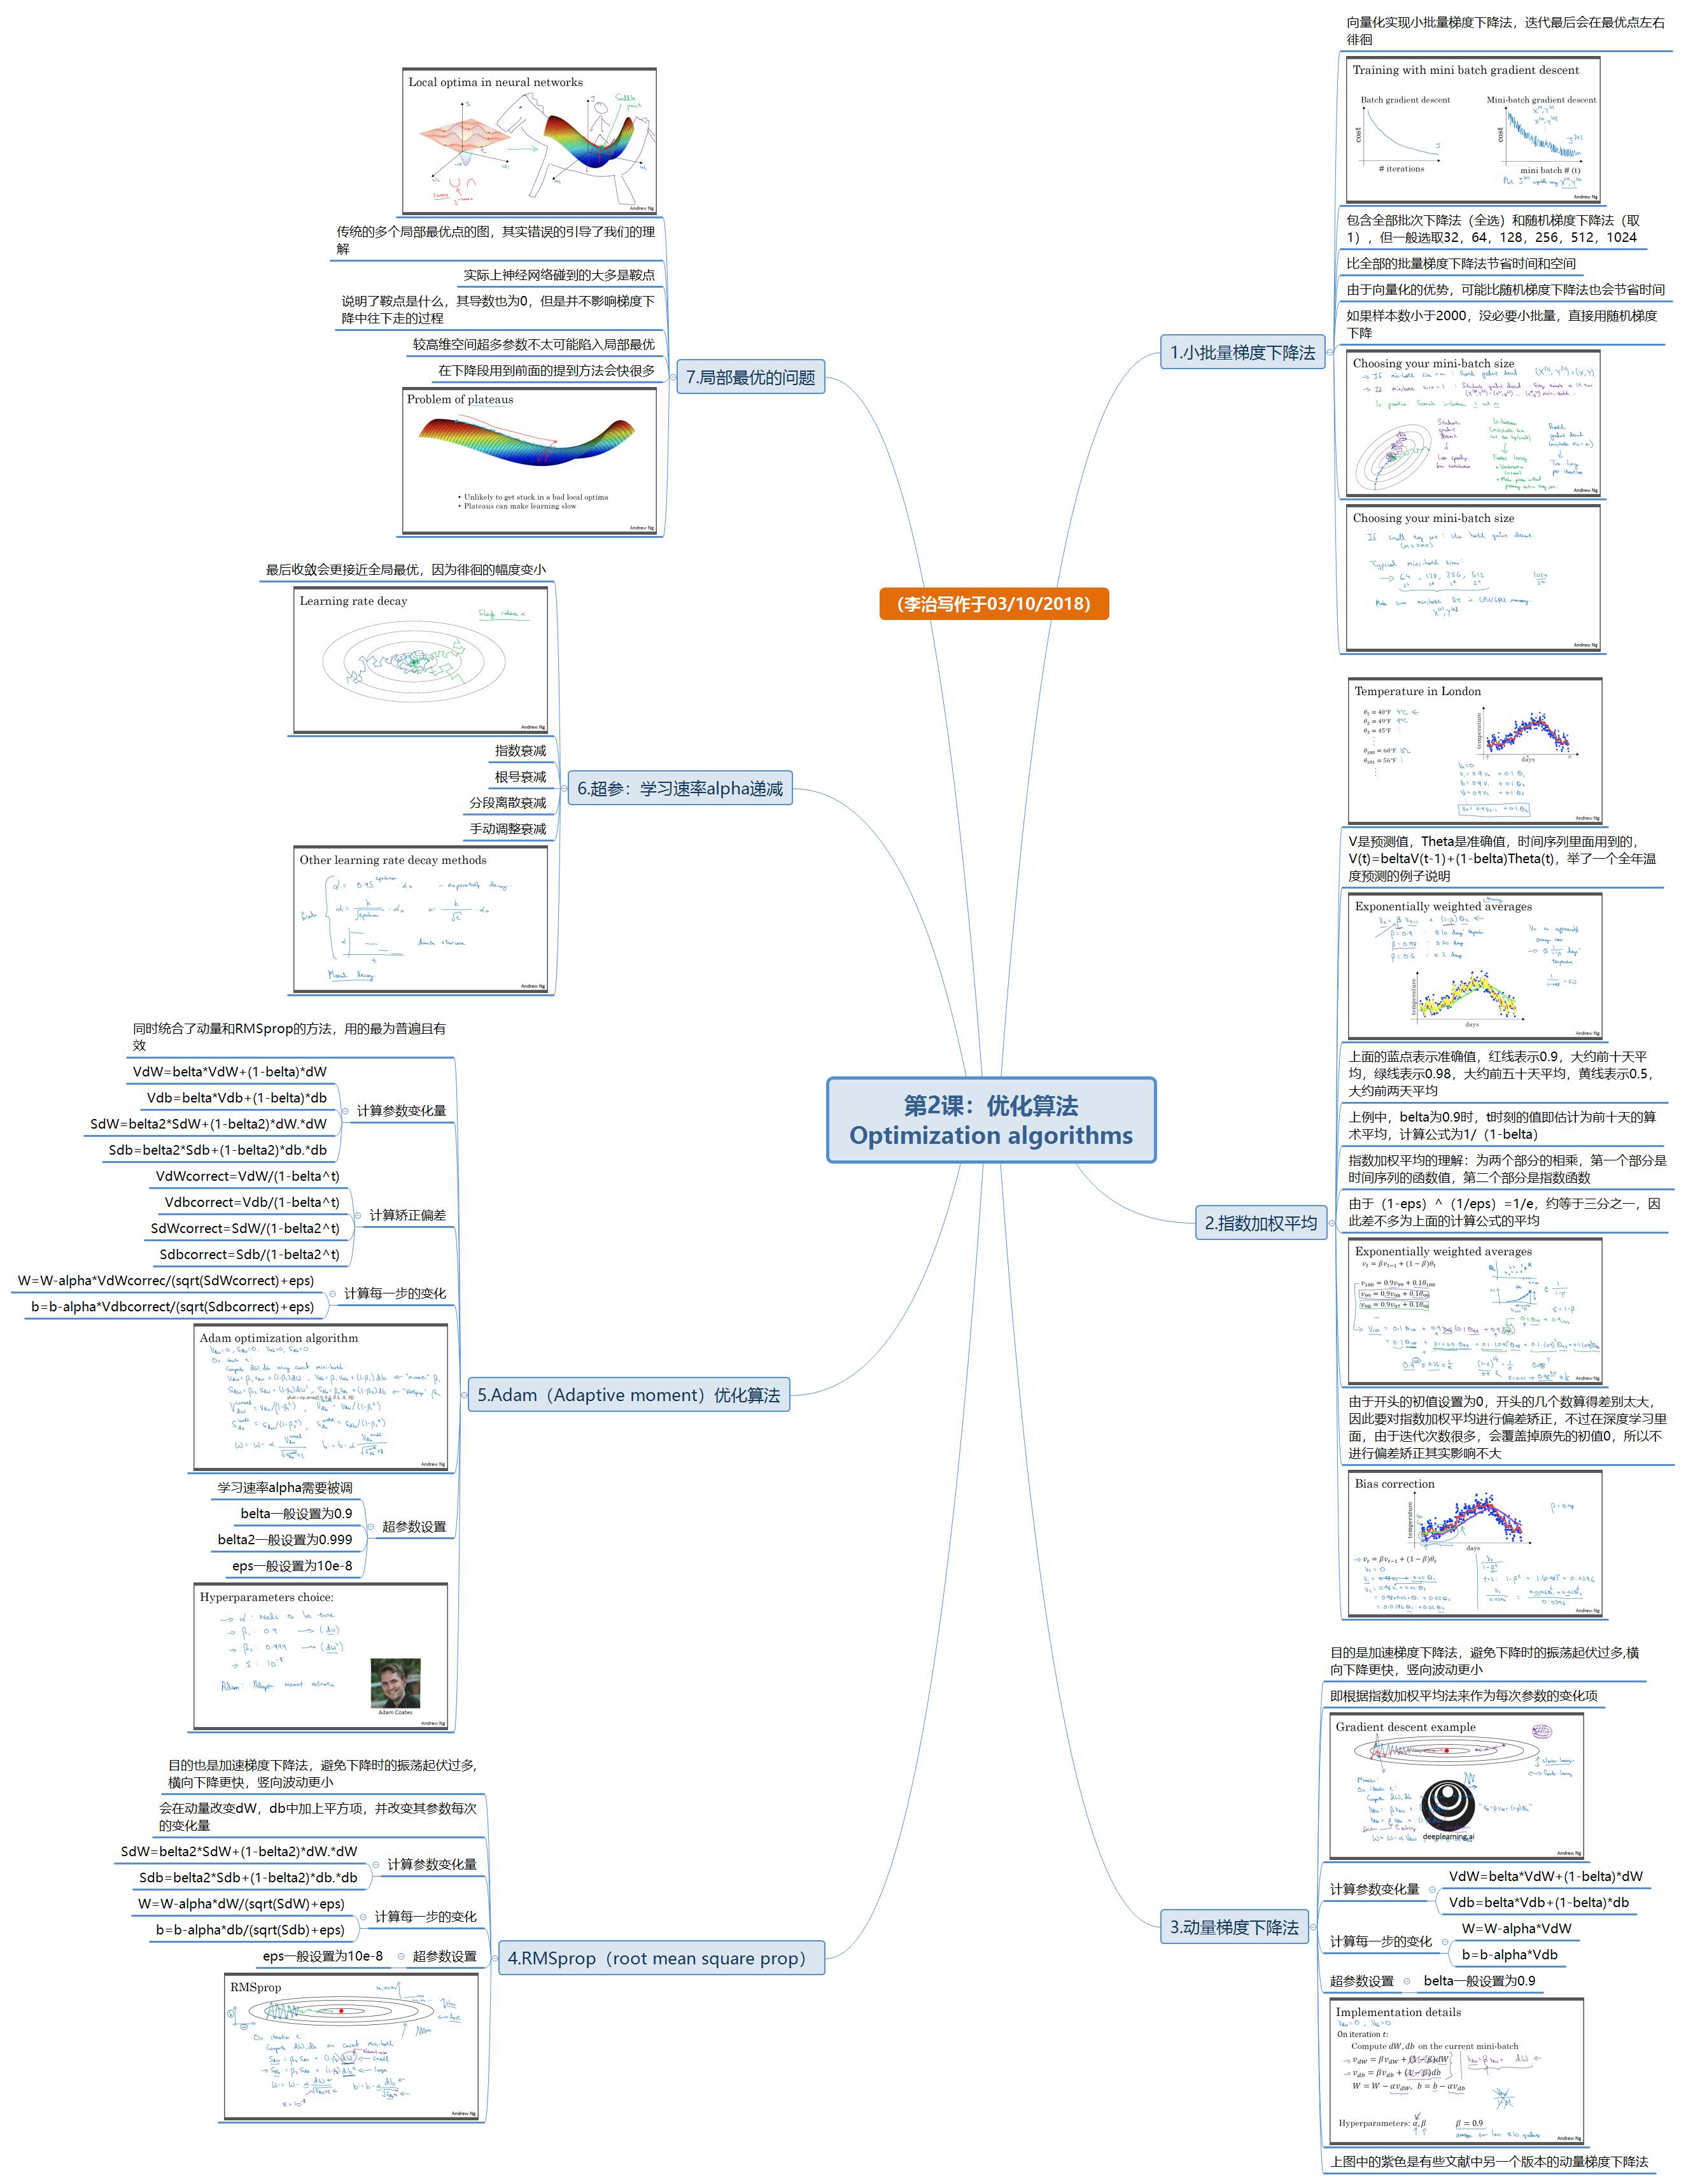 第2课：优化算法
Optimization algorithms
（李治写作于03/10/2018）
1.小批量梯度下降法
向量化实现小批量梯度下降法，迭代最后会在最优点左右
徘徊
Training with mini batch gradient descent
Batch gradient descent
Mini-batch gradient descent
cost
# iterations
cost
mini batch # (t)
Andrew Ng
包含全部批次下降法（全选）和随机梯度下降法（取
1），但一般选取32，64，128，256，512，1024
比全部的批量梯度下降法节省时间和空间
由于向量化的优势，可能比随机梯度下降法也会节省时间
如果样本数小于2000，没必要小批量，直接用随机梯度
下降
Choosing your mini-batch size
Andrew Ng
Choosing your mini-batch size
Andrew Ng
2.指数加权平均
Temperature in London
θ₁ = 40°F 4°C
θ₂ = 49°F 9°C
θ₃ = 45°F
θ₁₈₀ = 60°F
θ₁₈₁ = 56°F
temperature
days
Andrew Ng
V是预测值，Theta是准确值，时间序列里面用到的，
V(t)=betaV(t-1)+(1-beta)Theta(t)，举了一个全年温
度预测的例子说明
Exponentially weighted averages
temperature
days
Andrew Ng
上面的蓝点表示准确值，红线表示0.9，大约前十天平
均，绿线表示0.98，大约前五十天平均，黄线表示0.5，
大约前两天平均
上例中，belta为0.9时，t时刻的值即估计为前十天的算
术平均，计算公式为1/（1-belta）
指数加权平均的理解：为两个部分的相乘，第一个部分是
时间序列的函数值，第二个部分是指数函数
由于（1-eps）^（1/eps）=1/e，约等于三分之一，因
此差不多为上面的计算公式的平均
Exponentially weighted averages
vₜ = βvₜ₋₁ + (1 − β)θₜ
v₁₀₀ = 0.9v₉₉ + 0.1θ₁₀₀
v₉₉ = 0.9v₉₈ + 0.1θ₉₉
v₉₈ = 0.9v₉₇ + 0.1θ₉₈
Andrew Ng
由于开头的初值设置为0，开头的几个数算得差别太大，
因此要对指数加权平均进行偏差矫正，不过在深度学习里
面，由于迭代次数很多，会覆盖掉原先的初值0，所以不
进行偏差矫正其实影响不大
Bias correction
temperature
days
vₜ = βvₜ₋₁ + (1 − β)θₜ
Andrew Ng
3.动量梯度下降法
目的是加速梯度下降法，避免下降时的振荡起伏过多,横
向下降更快，竖向波动更小
即根据指数加权平均法来作为每次参数的变化项
Gradient descent example
deeplearning.ai
Andrew Ng
计算参数变化量
VdW=belta*VdW+(1-belta)*dW
Vdb=belta*Vdb+(1-belta)*db
计算每一步的变化
W=W-alpha*VdW
b=b-alpha*Vdb
超参数设置
belta一般设置为0.9
Implementation details
On iteration t:
Compute dW, db on the current mini-batch
v_dW = βv_dW + (1 − β)dW
v_db = βv_db + (1 − β)db
W = W − αv_dW, b = b − αv_db
Hyperparameters: α, β
β = 0.9
Andrew Ng
上图中的紫色是有些文献中另一个版本的动量梯度下降法
4.RMSprop（root mean square prop）
目的也是加速梯度下降法，避免下降时的振荡起伏过多,
横向下降更快，竖向波动更小
会在动量改变dW，db中加上平方项，并改变其参数每次
的变化量
计算参数变化量
SdW=belta2*SdW+(1-belta2)*dW.*dW
Sdb=belta2*Sdb+(1-belta2)*db.*db
计算每一步的变化
W=W-alpha*dW/(sqrt(SdW)+eps)
b=b-alpha*db/(sqrt(Sdb)+eps)
超参数设置
eps一般设置为10e-8
RMSprop
Andrew Ng
5.Adam（Adaptive moment）优化算法
同时统合了动量和RMSprop的方法，用的最为普遍且有
效
计算参数变化量
VdW=belta*VdW+(1-belta)*dW
Vdb=belta*Vdb+(1-belta)*db
SdW=belta2*SdW+(1-belta2)*dW.*dW
Sdb=belta2*Sdb+(1-belta2)*db.*db
计算矫正偏差
VdWcorrect=VdW/(1-belta^t)
Vdbcorrect=Vdb/(1-belta^t)
SdWcorrect=SdW/(1-belta2^t)
Sdbcorrect=Sdb/(1-belta2^t)
计算每一步的变化
W=W-alpha*VdWcorrec/(sqrt(SdWcorrect)+eps)
b=b-alpha*Vdbcorrect/(sqrt(Sdbcorrect)+eps)
Adam optimization algorithm
Andrew Ng
超参数设置
学习速率alpha需要被调
belta一般设置为0.9
belta2一般设置为0.999
eps一般设置为10e-8
Hyperparameters choice:
Adam Coates
Andrew Ng
6.超参：学习速率alpha递减
最后收敛会更接近全局最优，因为徘徊的幅度变小
Learning rate decay
Andrew Ng
指数衰减
根号衰减
分段离散衰减
手动调整衰减
Other learning rate decay methods
Andrew Ng
7.局部最优的问题
Local optima in neural networks
Saddle point
Andrew Ng
传统的多个局部最优点的图，其实错误的引导了我们的理
解
实际上神经网络碰到的大多是鞍点
说明了鞍点是什么，其导数也为0，但是并不影响梯度下
降中往下走的过程
较高维空间超多参数不太可能陷入局部最优
在下降段用到前面的提到方法会快很多
Problem of plateaus
• Unlikely to get stuck in a bad local optima
• Plateaus can make learning slow
Andrew Ng